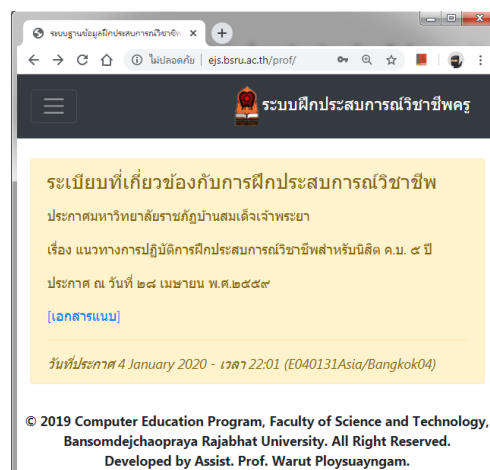 ระบบฐานข้อมูลฝึกประสบการณ์วิชาชีพ
ไม่ปลอดภัย | ejs.bsru.ac.th/prof/
ระบบฝึกประสบการณ์วิชาชีพครู
ระเบียบที่เกี่ยวข้องกับการฝึกประสบการณ์วิชาชีพ
ประกาศมหาวิทยาลัยราชภัฏบ้านสมเด็จเจ้าพระยา
เรื่อง แนวทางการปฏิบัติการฝึกประสบการณ์วิชาชีพสำหรับนิสิต ค.บ. ๕ ปี
ประกาศ ณ วันที่ ๒๘ เมษายน พ.ศ.๒๕๕๙
[เอกสารแนบ]
วันที่ประกาศ 4 January 2020 - เวลา 22:01 (E040131Asia/Bangkok04)
© 2019 Computer Education Program, Faculty of Science and Technology,
Bansomdejchaopraya Rajabhat University. All Right Reserved.
Developed by Assist. Prof. Warut Ploysuayngam.